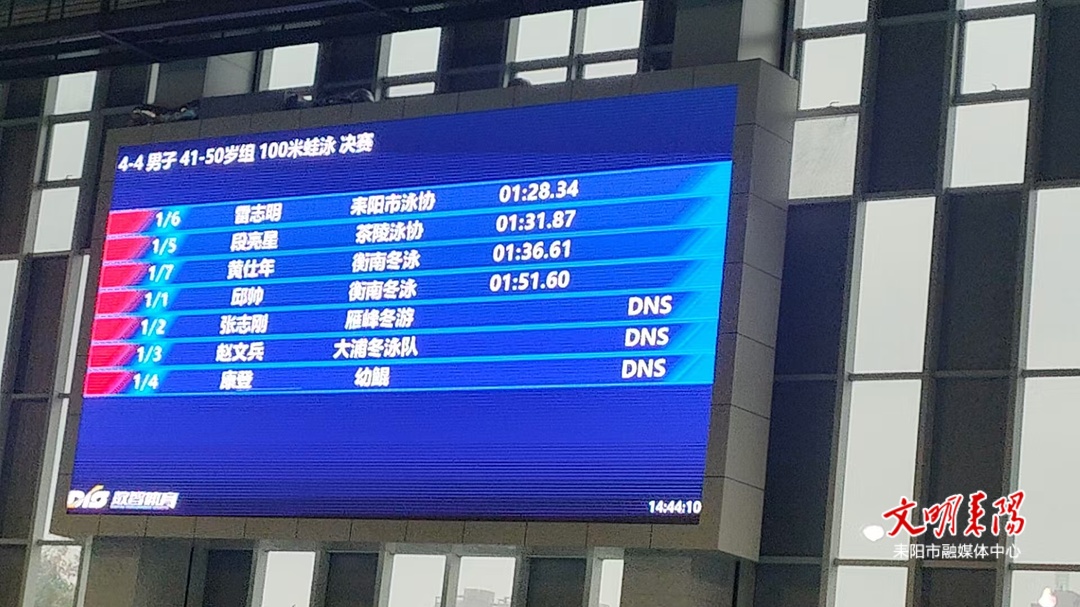 4-4 男子 41-50岁组 100米蛙泳 决赛
1/6 雷志明 耒阳市泳协 01:28.34
1/5 段亮星 茶陵泳协 01:31.87
1/7 黄仕年 衡南冬泳 01:36.61
1/1 邱帅 衡南冬泳 01:51.60
1/2 张志刚 雁峰冬游 DNS
1/3 赵文兵 大浦冬泳队 DNS
1/4 康登 幼鲲 DNS
体育
14:44:10
文明耒阳
耒阳市融媒体中心